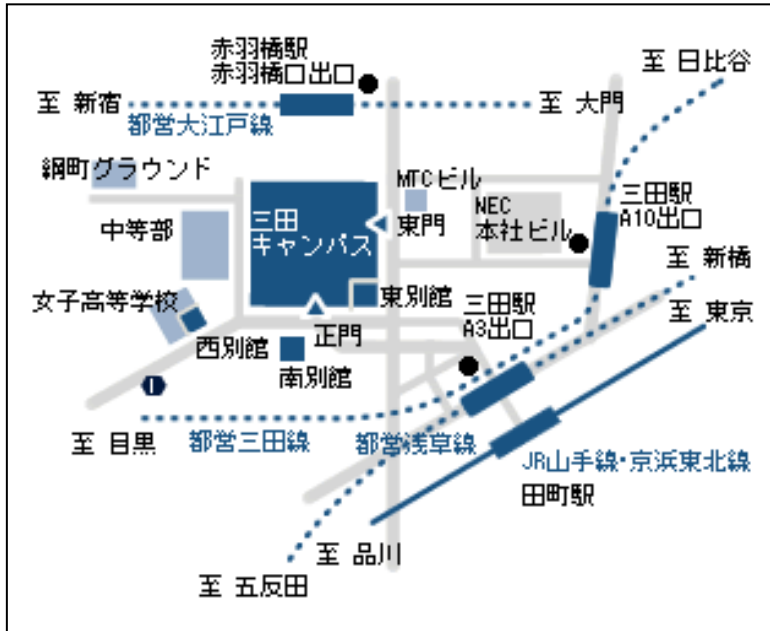 赤羽橋駅
赤羽橋口出口
至 日比谷
至 新宿
至 大門
都営大江戸線
綱町グラウンド
MTCビル
三田駅
A10出口
中等部
三田
キャンパス
東門
NEC
本社ビル
至 新橋
女子高等学校
東別館
三田駅
A3出口
至 東京
西別館
正門
南別館
至 目黒
都営三田線
都営浅草線
JR山手線・京浜東北線
田町駅
至 品川
至 五反田